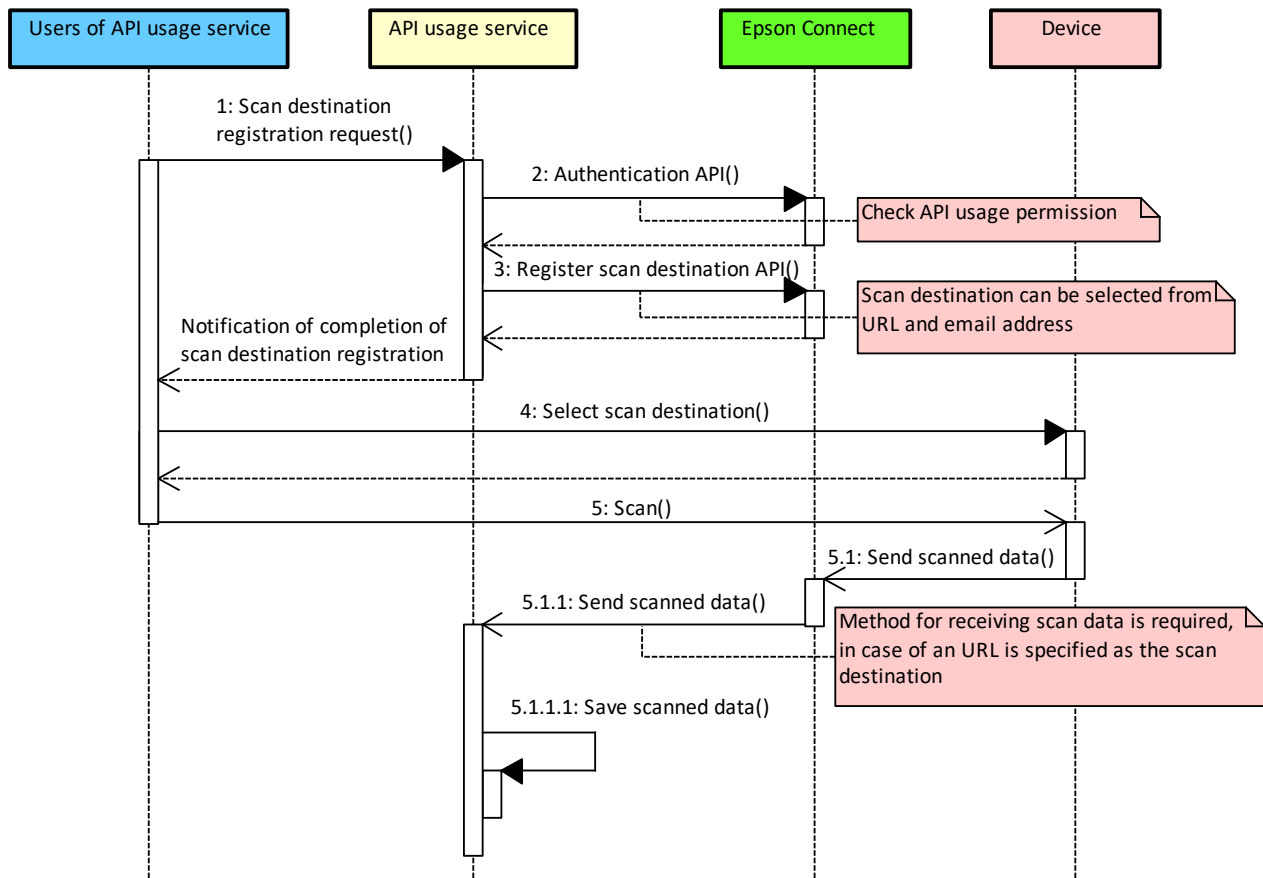 Users of API usage service
API usage service
Epson Connect
Device
1: Scan destination
registration request()
2: Authentication API()
Check API usage permission
3: Register scan destination API()
Scan destination can be selected from
URL and email address
Notification of completion of
scan destination registration
4: Select scan destination()
5: Scan()
5.1: Send scanned data()
5.1.1: Send scanned data()
Method for receiving scan data is required,
in case of an URL is specified as the scan
destination
5.1.1.1: Save scanned data()